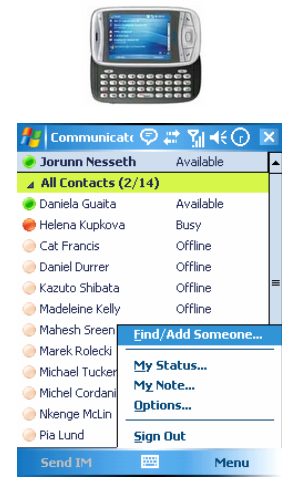 Communicato
Jorunn Nesseth Available
All Contacts (2/14)
Daniela Guaita Available
Helena Kupkova Busy
Cat Francis Offline
Daniel Durrer Offline
Kazuto Shibata Offline
Madeleine Kelly Offline
Mahesh Sreen
Find/Add Someone...
Marek Rolecki
My Status...
Michael Tucker
My Note...
Michel Cordani
Options...
Nkenge McLin
Pia Lund
Sign Out
Send IM Menu